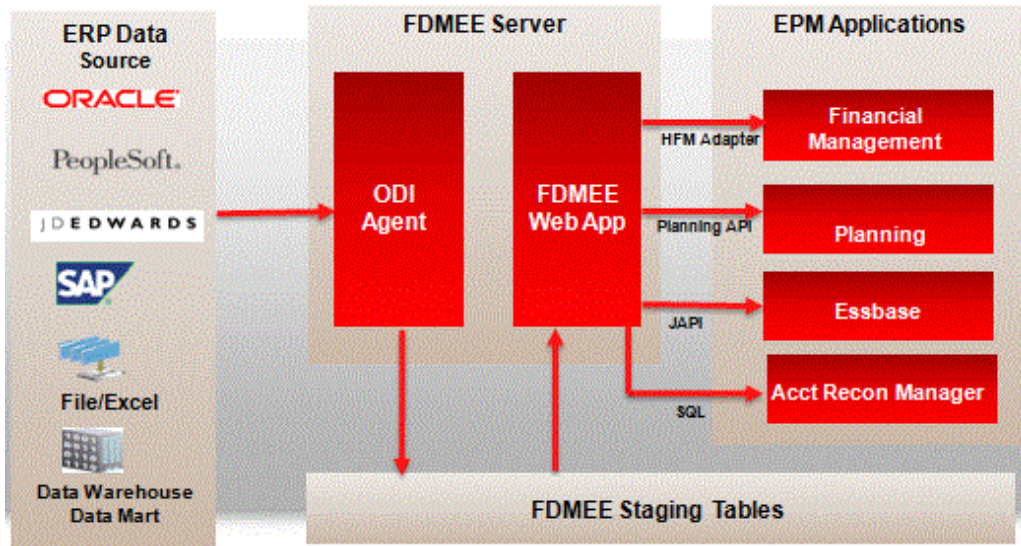 ERP Data
Source
ORACLE
PeopleSoft.
JDEDWARDS
SAP
File/Excel
Data Warehouse
Data Mart
FDMEE Server
ODI
Agent
FDMEE
Web App
HFM Adapter
Planning API
JAPI
SQL
EPM Applications
Financial
Management
Planning
Essbase
Acct Recon Manager
FDMEE Staging Tables